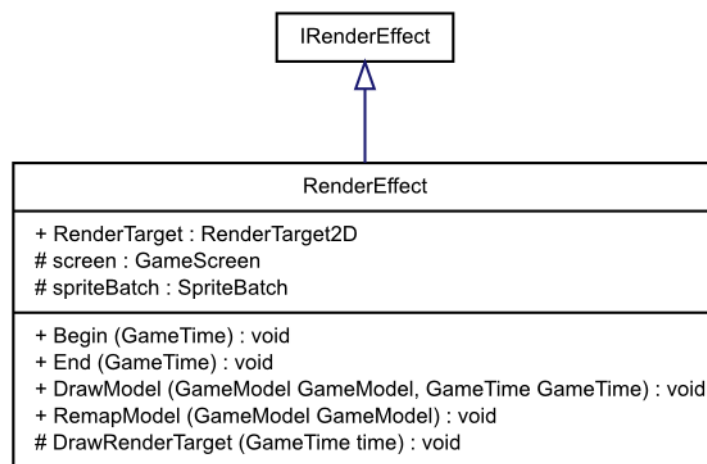 IRenderEffect
RenderEffect
+ RenderTarget : RenderTarget2D
# screen : GameScreen
# spriteBatch : SpriteBatch
+ Begin (GameTime) : void
+ End (GameTime) : void
+ DrawModel (GameModel GameModel, GameTime GameTime) : void
+ RemapModel (GameModel GameModel) : void
# DrawRenderTarget (GameTime time) : void